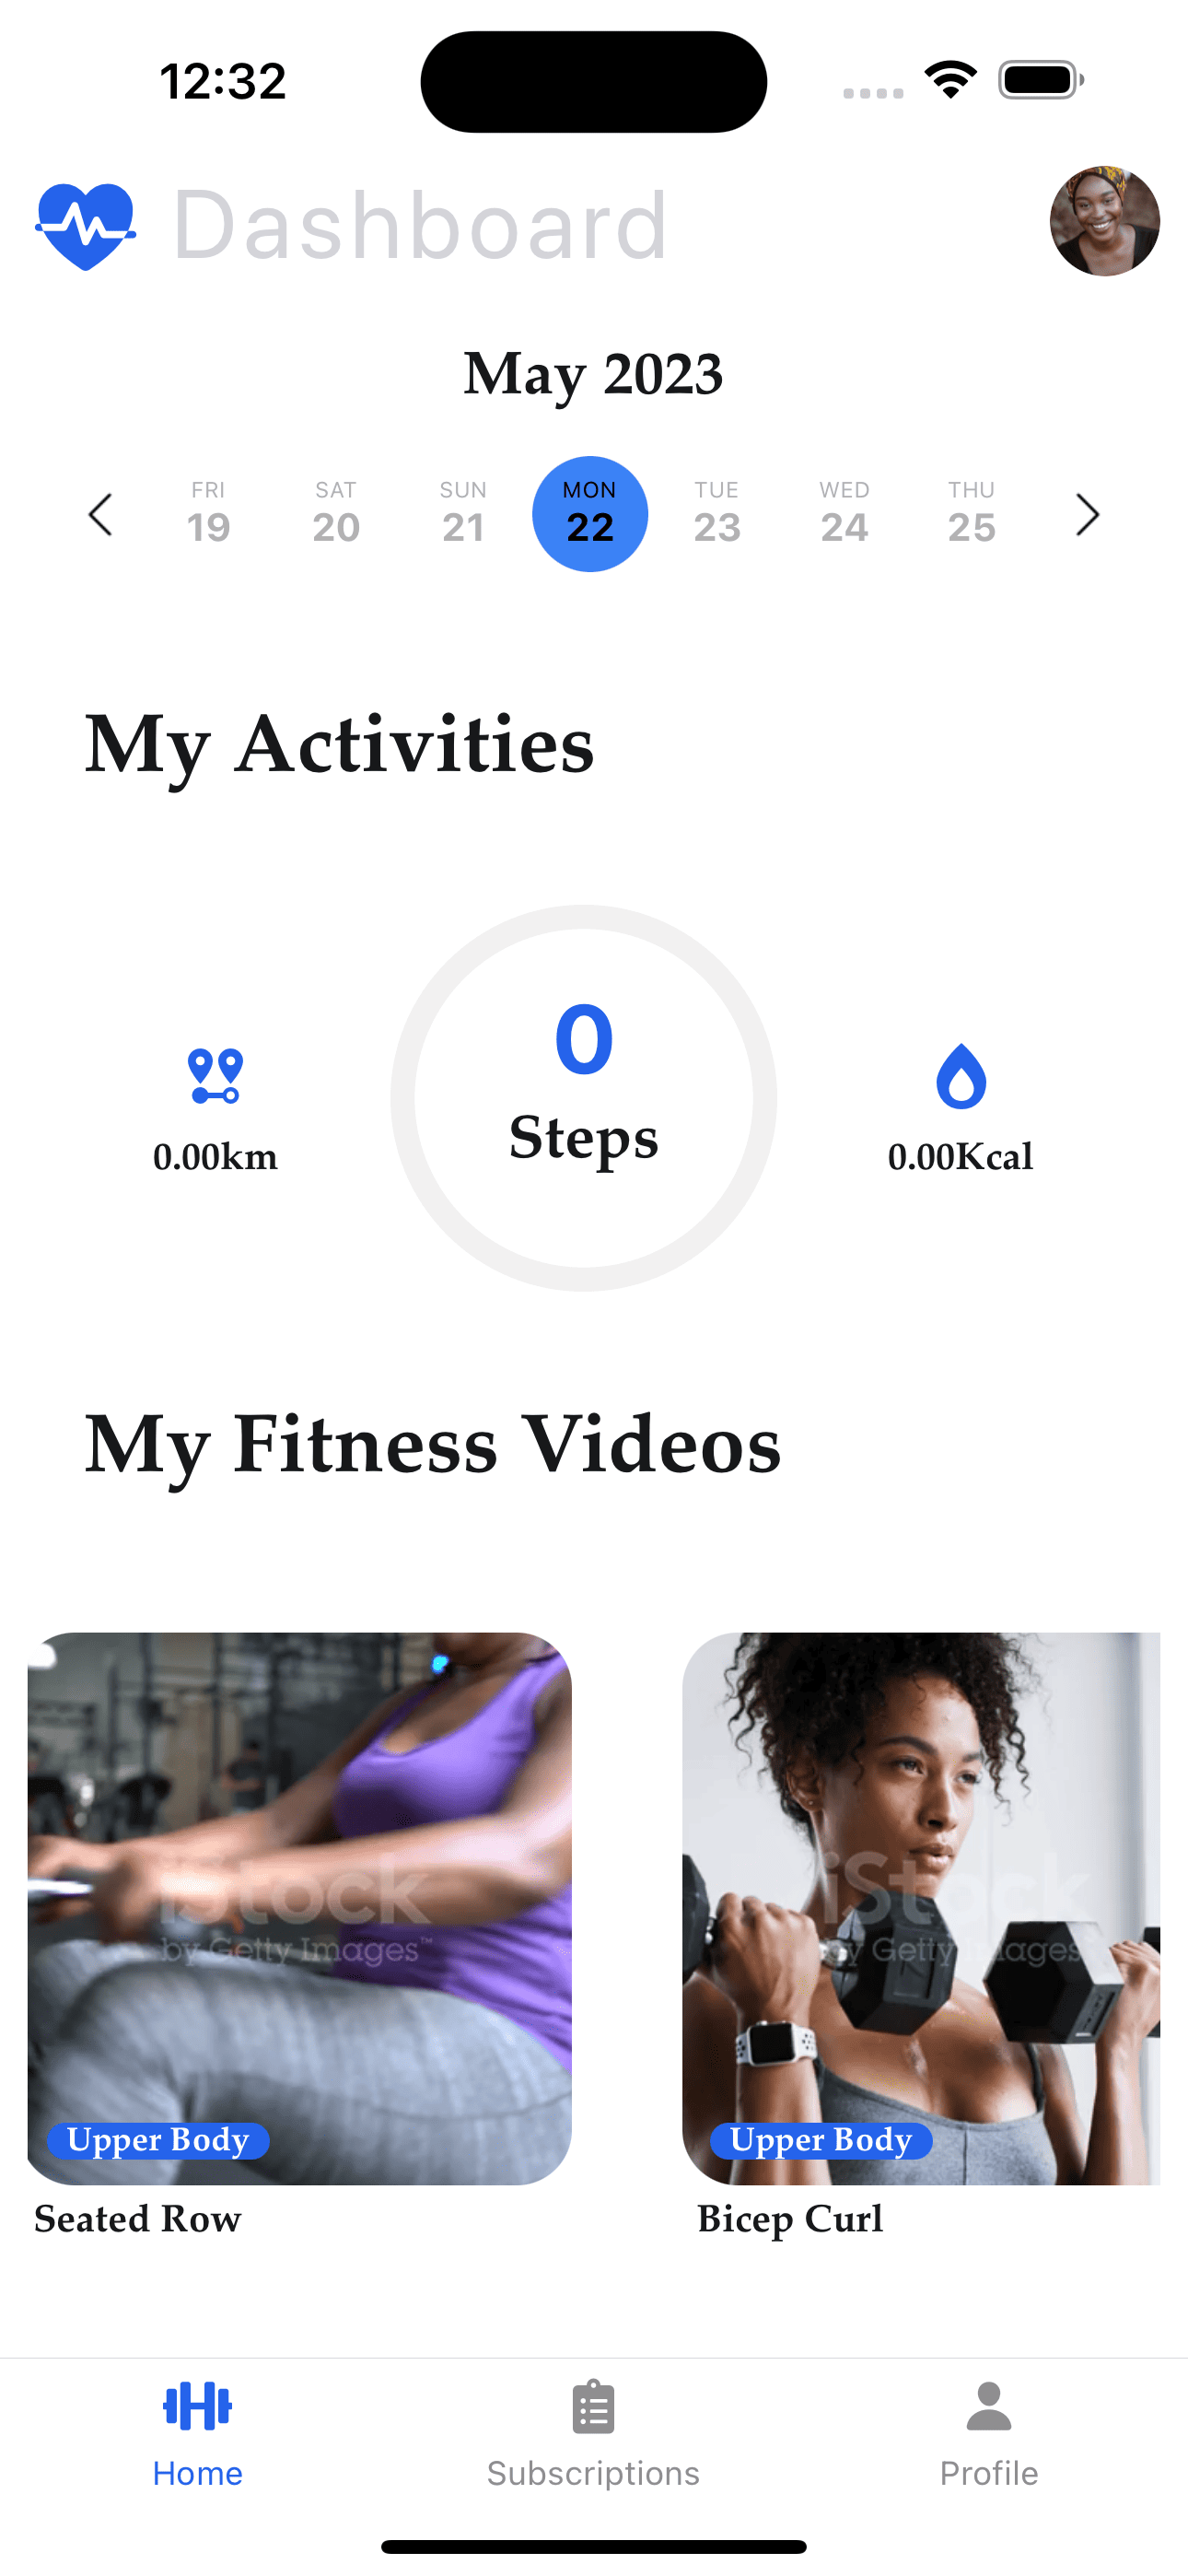 12:32
Dashboard
May 2023
FRI SAT SUN MON TUE WED THU
19 20 21 22 23 24 25
My Activities
0
Steps
0.00km
0.00Kcal
My Fitness Videos
iStock
by Getty Images™
iStock
by Getty Images
Upper Body
Upper Body
Seated Row
Bicep Curl
Home
Subscriptions
Profile